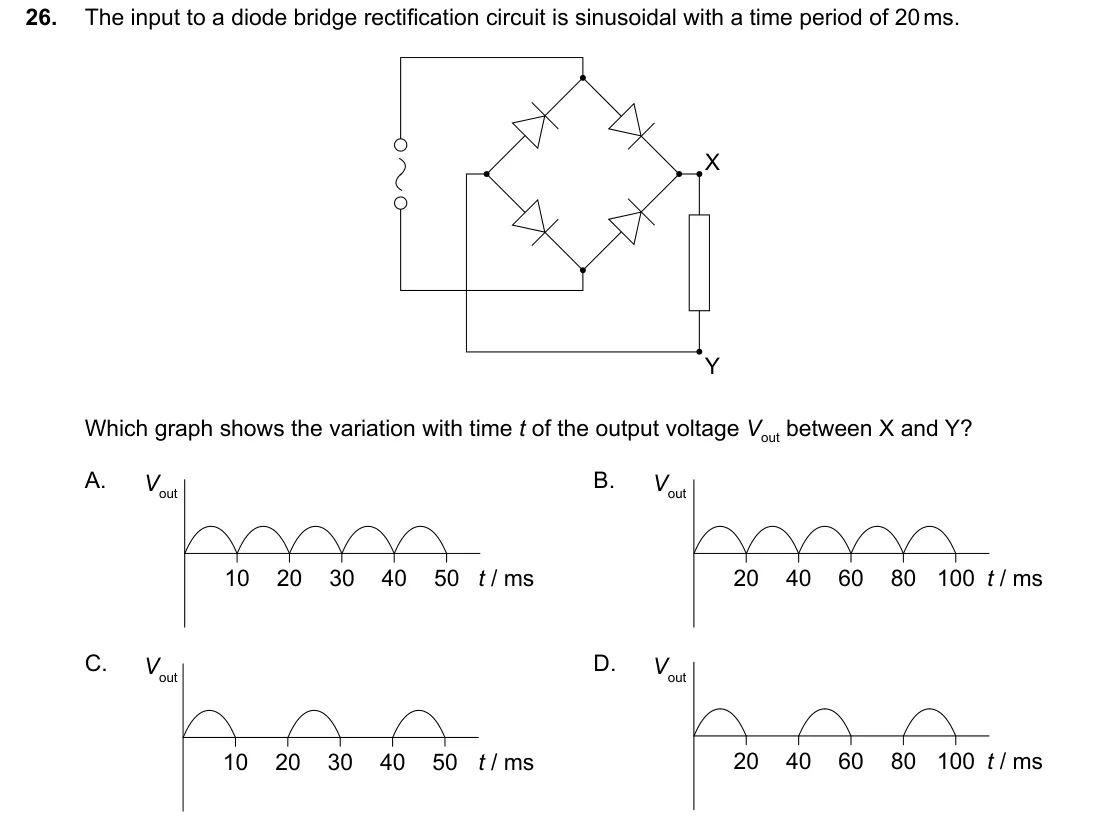 26. The input to a diode bridge rectification circuit is sinusoidal with a time period of 20 ms.
X
Y
Which graph shows the variation with time t of the output voltage Vout between X and Y?
A. Vout
10 20 30 40 50 t / ms
B. Vout
20 40 60 80 100 t / ms
C. Vout
10 20 30 40 50 t / ms
D. Vout
20 40 60 80 100 t / ms